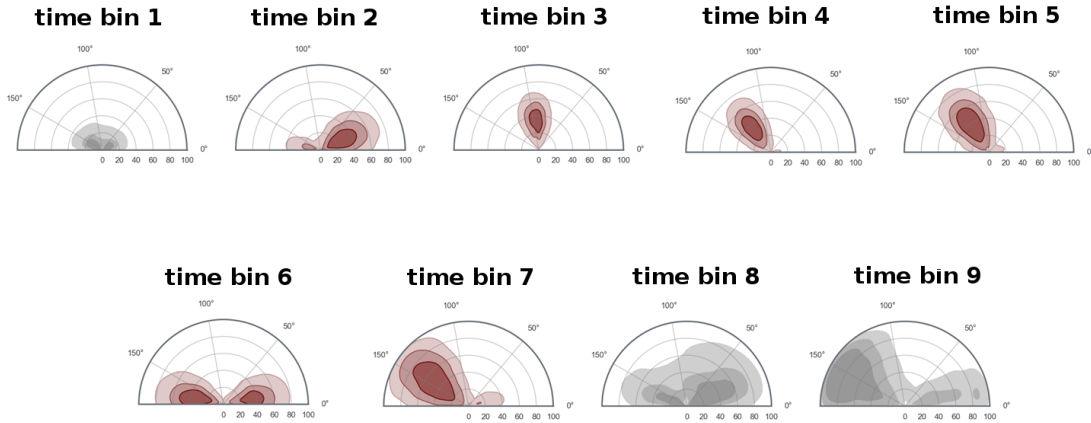 time bin 1 time bin 2 time bin 3 time bin 4 time bin 5
100° 100° 100° 100° 100°
50° 50° 50° 50° 50°
150° 150° 150° 150° 150°
0° 0° 0° 0° 0
0 20 40 60 80 100 0 20 40 60 80 100 0 20 40 60 80 100 0 20 40 60 80 100 0 20 40 60 80 100
time bin 6 time bin 7 time bin 8 time bin 9
100° 100° 100° 100°
50° 50° 50° 50°
150° 150° 150° 150°
0° 0° 0° 0°
0 20 40 60 80 100 0 20 40 60 80 100 0 20 40 60 80 100 0 20 40 60 80 100